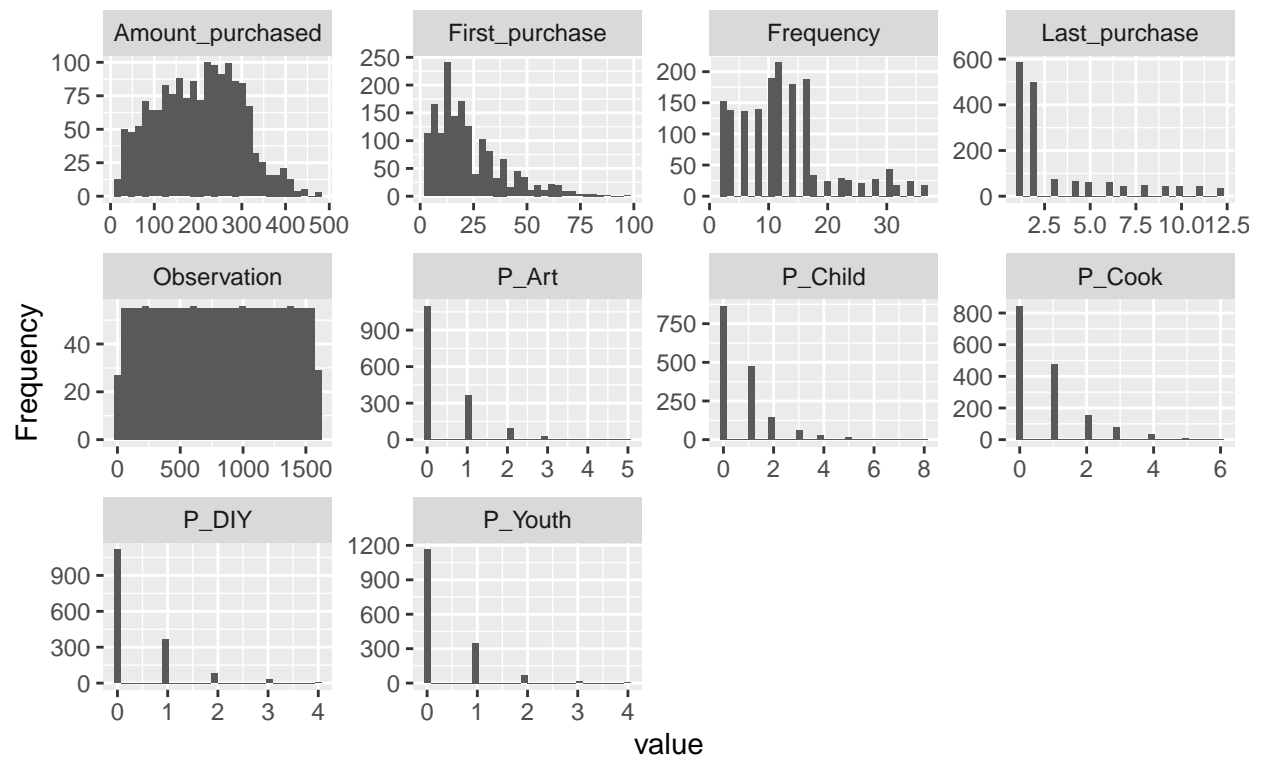 Amount_purchased First_purchase Frequency Last_purchase
100 75 50 25 0
250 200 150 100 50 0
200 150 100 50 0
600 400 200 0
0 100 200 300 400 500
0 25 50 75 100
0 10 20 30
2.5 5.0 7.5 10.0 12.5
Observation P_Art P_Child P_Cook
40 20 0
900 600 300 0
750 500 250 0
800 600 400 200 0
0 500 1000 1500
0 1 2 3 4 5
0 2 4 6 8
0 2 4 6
P_DIY P_Youth
900 600 300 0
1200 900 600 300 0
0 1 2 3 4
0 1 2 3 4
Frequency
value